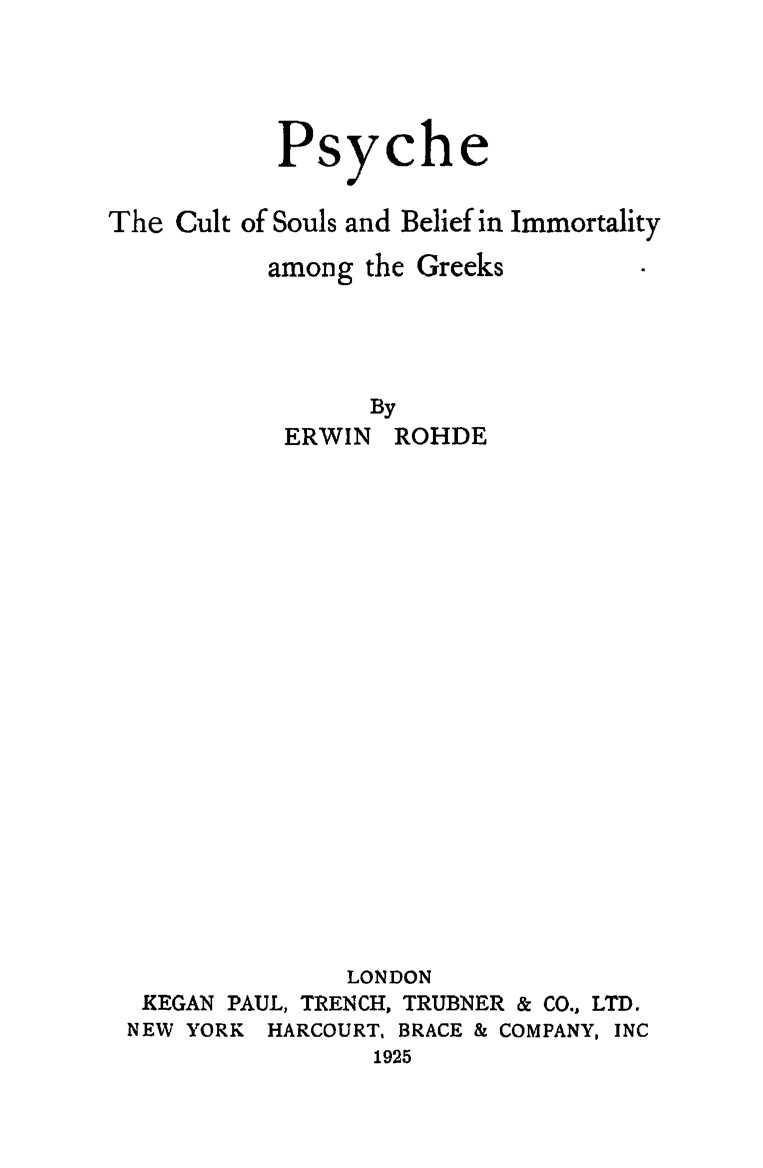 Psyche
The Cult of Souls and Belief in Immortality
among the Greeks
By
ERWIN ROHDE
LONDON
KEGAN PAUL, TRENCH, TRUBNER & CO., LTD.
NEW YORK HARCOURT, BRACE & COMPANY, INC
1925